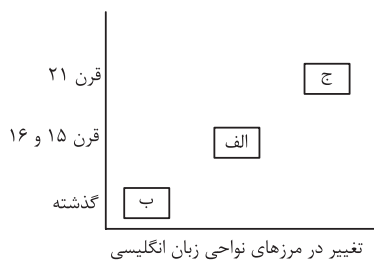 قرن ۲۱
ج
قرن ۱۵ و ۱۶
الف
گذشته
ب
تغییر در مرزهای نواحی زبان انگلیسی